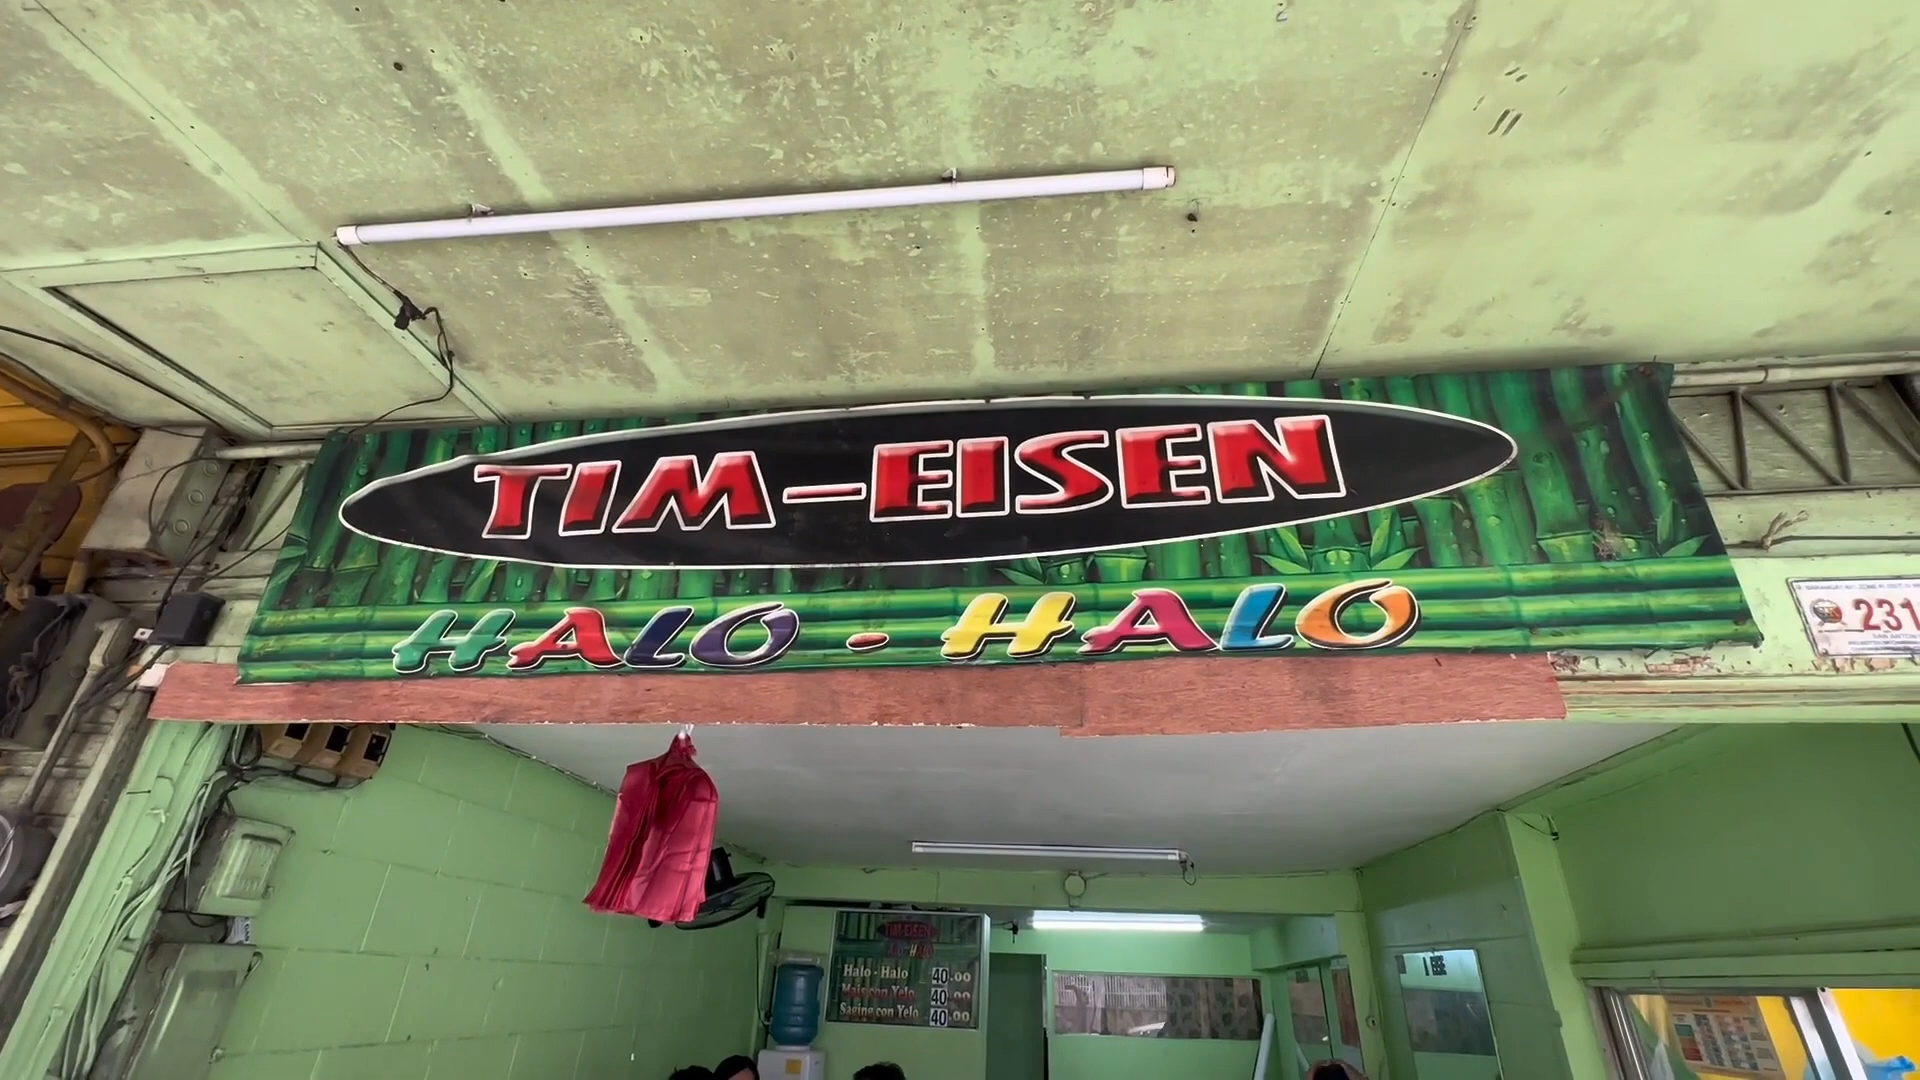 TIM-EISEN
HALO - HALO
231
TIM-EISEN
HALO-HALO
Halo - Halo 40.00
Mais con Yelo 40.00
Saging con Yelo 40.00